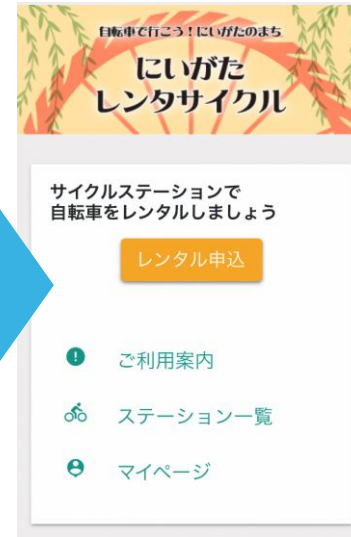 自転車で行こう！にいがたのまち
にいがた
レンタサイクル
サイクルステーションで
自転車をレンタルしましょう
レンタル申込
ご利用案内
ステーション一覧
マイページ